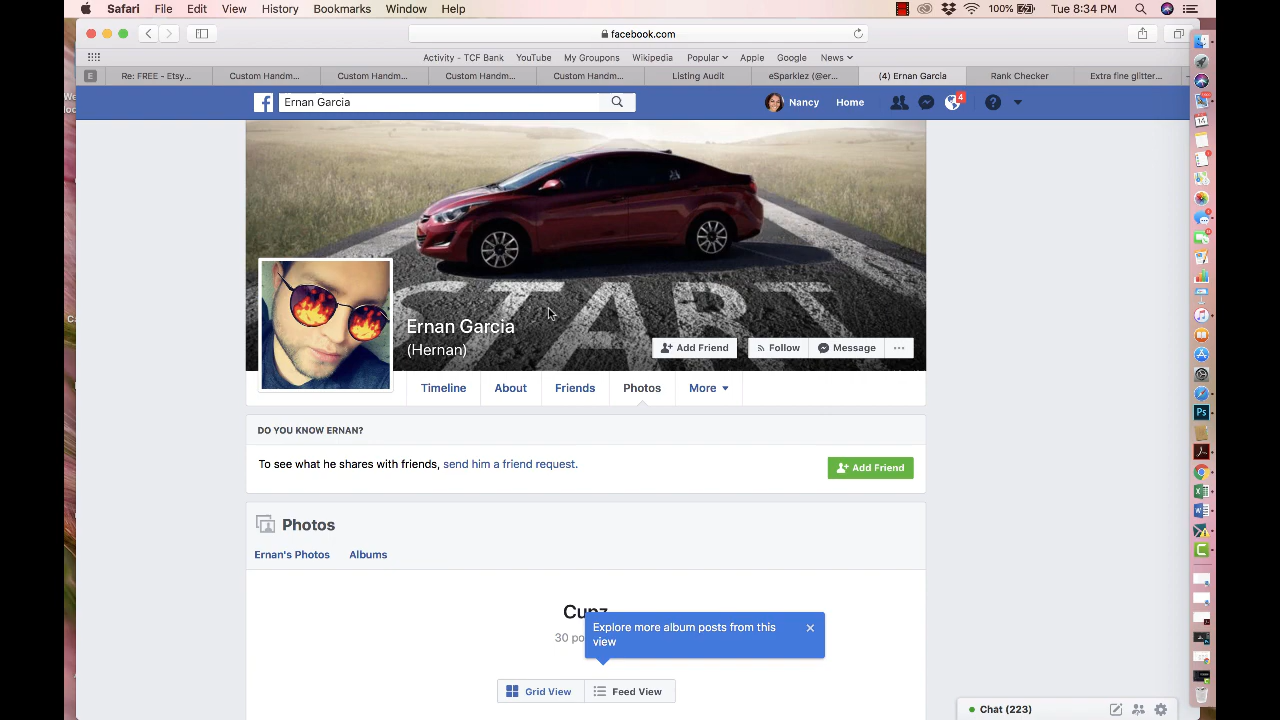 Safari File Edit View History Bookmarks Window Help
100% Tue 8:34 PM
facebook.com
Activity - TCF Bank YouTube My Groups Wikipedia Popular Apple Google News
E Re: FREE - Etsy... Custom Handm... Custom Handm... Custom Handm... Custom Handm... Listing Audit eSparklez (@er... (4) Ernan Garcia Rank Checker Extra fine glitter...
Ernan Garcia
Nancy Home 4
START
Ernan Garcia
(Hernan)
Add Friend Follow Message ...
Timeline About Friends Photos More
DO YOU KNOW ERNAN?
To see what he shares with friends, send him a friend request.
Add Friend
Photos
Ernan's Photos Albums
Explore more album posts from this
view
Grid View Feed View
Chat (223)